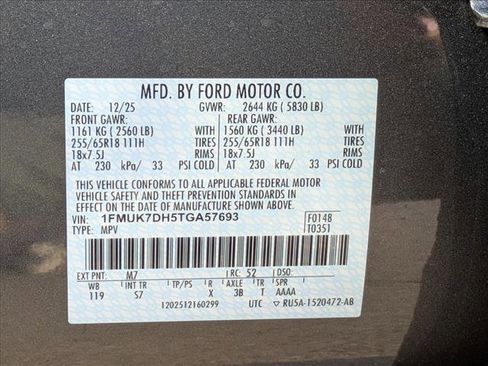 MFD. BY FORD MOTOR CO.
DATE: 12/25 GVWR: 2644 KG ( 5830 LB)
FRONT GAWR: REAR GAWR:
1161 KG ( 2560 LB) WITH 1560 KG ( 3440 LB) WITH
255/65R18 111H TIRES 255/65R18 111H TIRES
18x7.5J RIMS 18x7.5J RIMS
AT 230 kPa/ 33 PSI COLD AT 230 kPa/ 33 PSI COLD
THIS VEHICLE CONFORMS TO ALL APPLICABLE FEDERAL MOTOR
VEHICLE SAFETY AND THEFT PREVENTION STANDARDS IN EFFECT
ON THE DATE OF MANUFACTURE SHOWN ABOVE.
VIN: 1FMUK7DH5TGA57693 F0148
TYPE: MPV T0351
EXT PNT: M7 RC: 52 DSO:
WB INT TR TP/PS R AXLE TR SPR
119 S7 X 3B T AAAA
1202512160299 UTC ▽ RU5A-1520472-AB